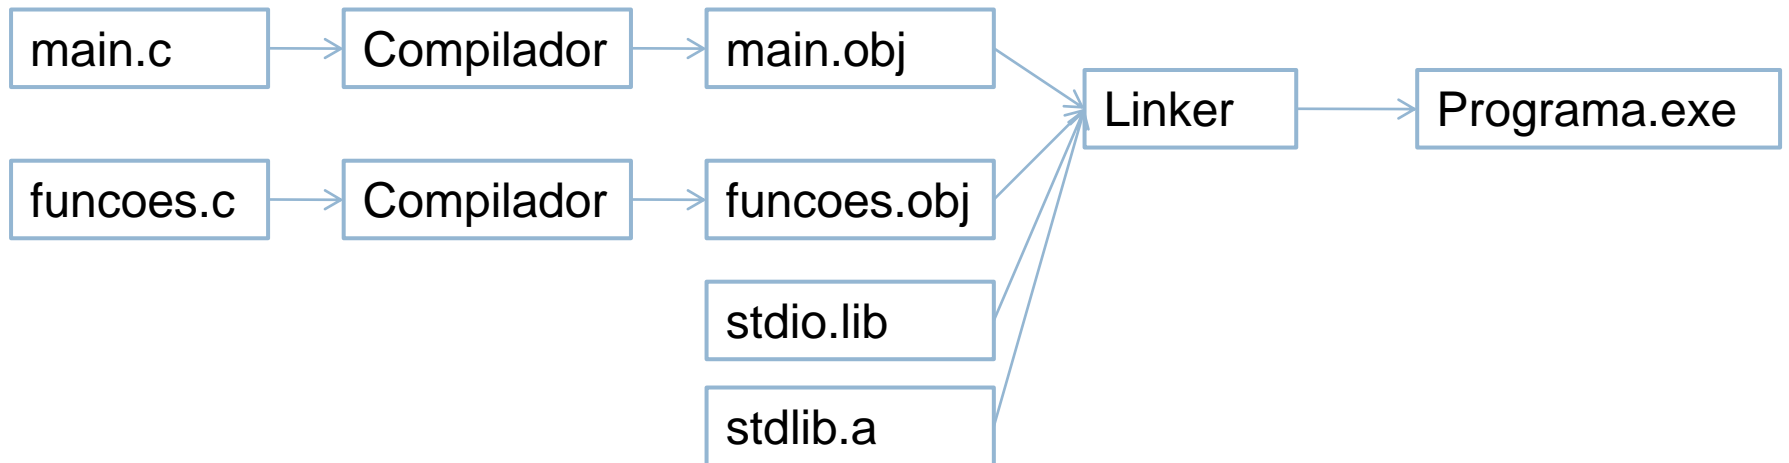 main.c
Compilador
main.obj
Linker
Programa.exe
funcoes.c
Compilador
funcoes.obj
stdio.lib
stdlib.a